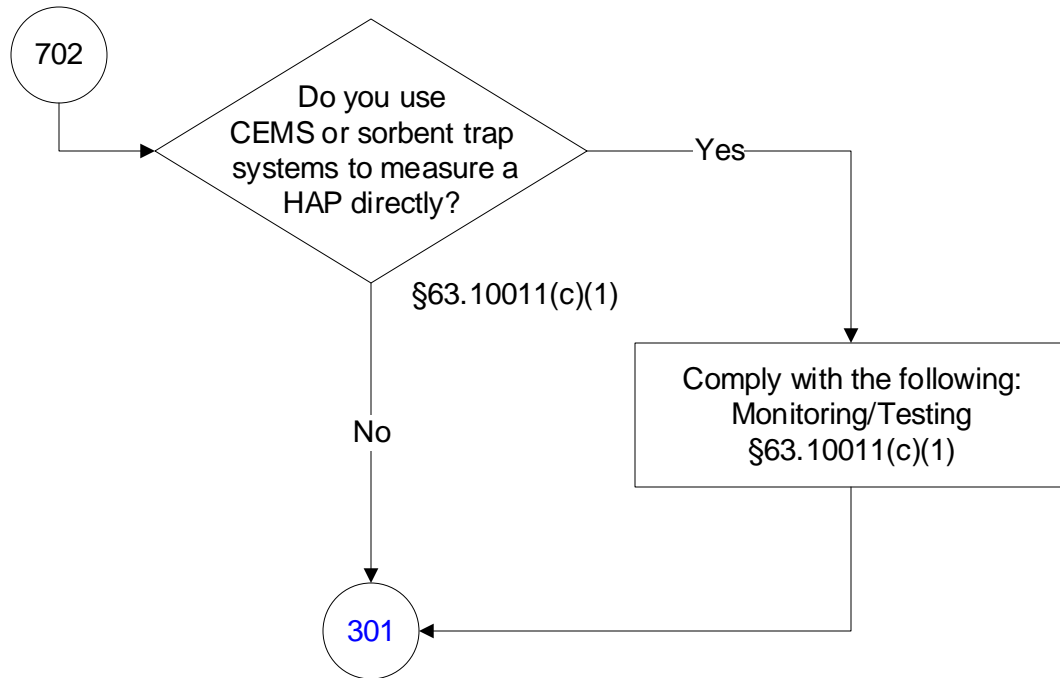 702
Do you use
CEMS or sorbent trap
systems to measure a
HAP directly?
Yes
§63.10011(c)(1)
Comply with the following:
Monitoring/Testing
§63.10011(c)(1)
No
301